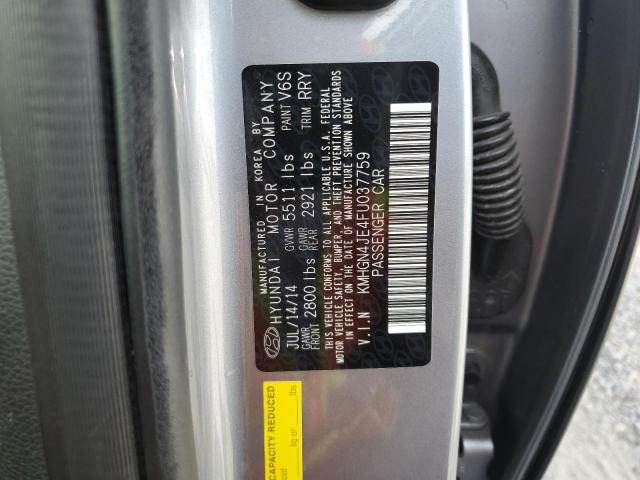 MANUFACTURED IN KOREA BY
HYUNDAI MOTOR COMPANY
JUL/14/14 GVWR 5511 lbs PAINT V6S
GAWR FRONT 2800 lbs GAWR REAR 2921 lbs TRIM RRY
THIS VEHICLE CONFORMS TO ALL APPLICABLE U.S.A. FEDERAL
MOTOR VEHICLE SAFETY, BUMPER, AND THEFT PREVENTION STANDARDS
IN EFFECT ON THE DATE OF MANUFACTURE SHOWN ABOVE
V.I.N KMHGN4JE4FU037759
PASSENGER CAR
CAPACITY REDUCED
kg or lbs